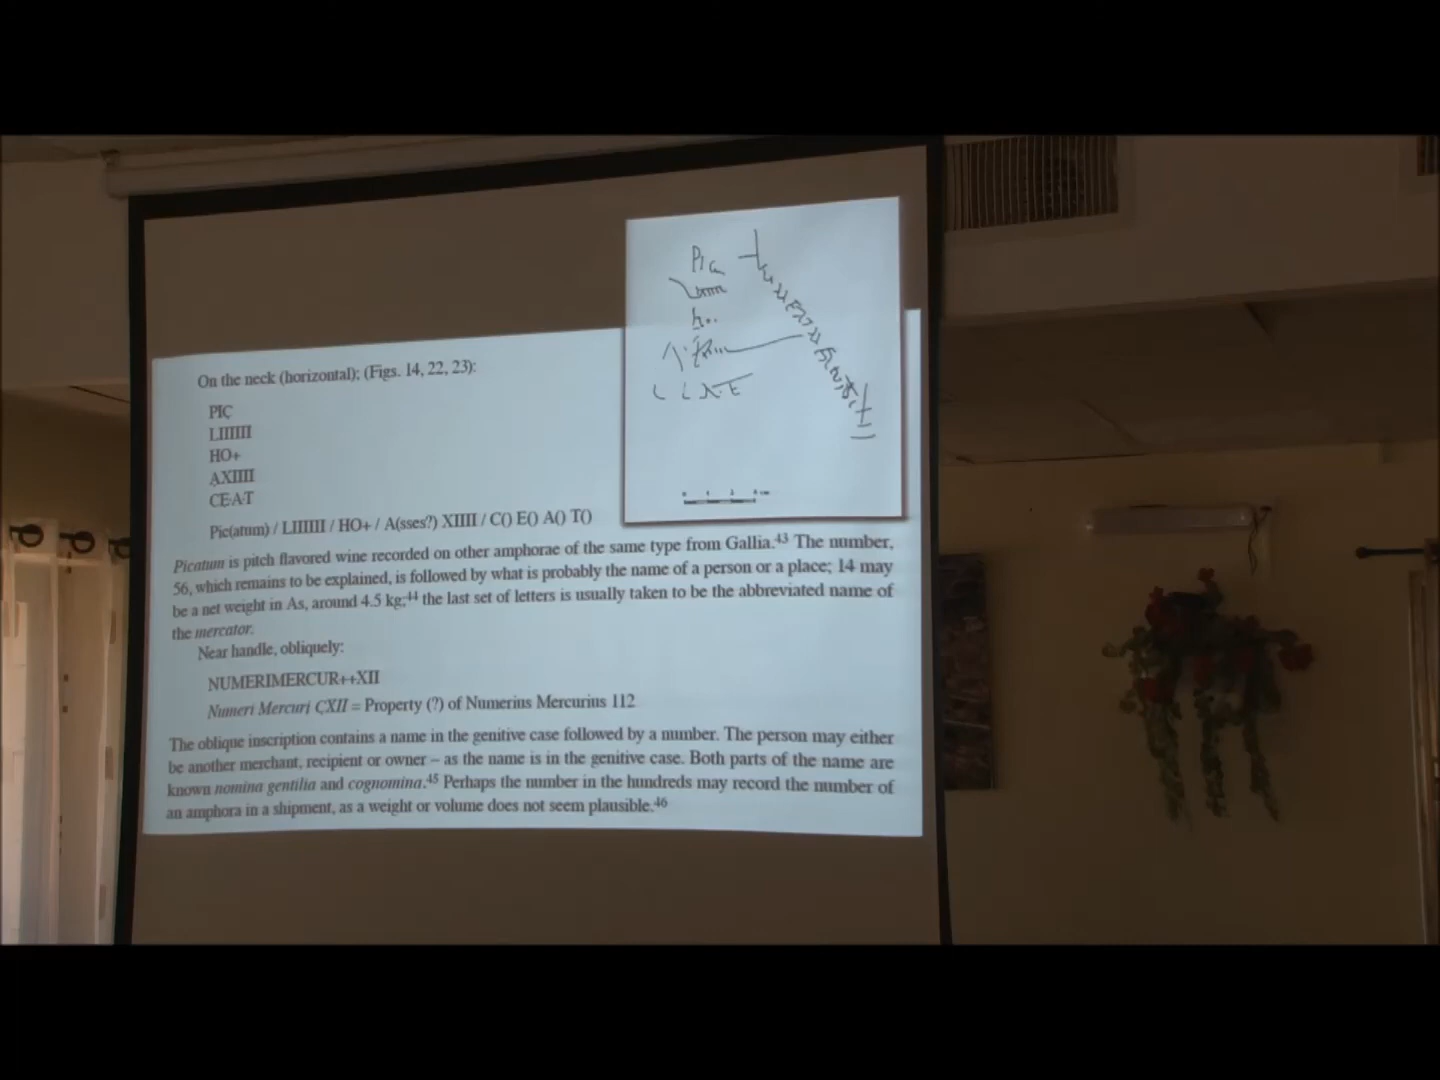 On the neck (horizontal); (Figs. 14, 22, 23):
PIC̣
LIIIIII
HO+
ẠXIIII
CE·A·T
Pic(atum) / LIIIIII / HO+ / A(sses?) XIIII / C() E() A() T()
Picatum is pitch flavored wine recorded on other amphorae of the same type from Gallia.43 The number,
56, which remains to be explained, is followed by what is probably the name of a person or a place; 14 may
be a net weight in As, around 4.5 kg;44 the last set of letters is usually taken to be the abbreviated name of
the mercator.
Near handle, obliquely:
NUMERIMERCUR++XII
Numeri Mercurị C̣XII = Property (?) of Numerius Mercurius 112
The oblique inscription contains a name in the genitive case followed by a number. The person may either
be another merchant, recipient or owner – as the name is in the genitive case. Both parts of the name are
known nomina gentilia and cognomina.45 Perhaps the number in the hundreds may record the number of
an amphora in a shipment, as a weight or volume does not seem plausible.46
Pic